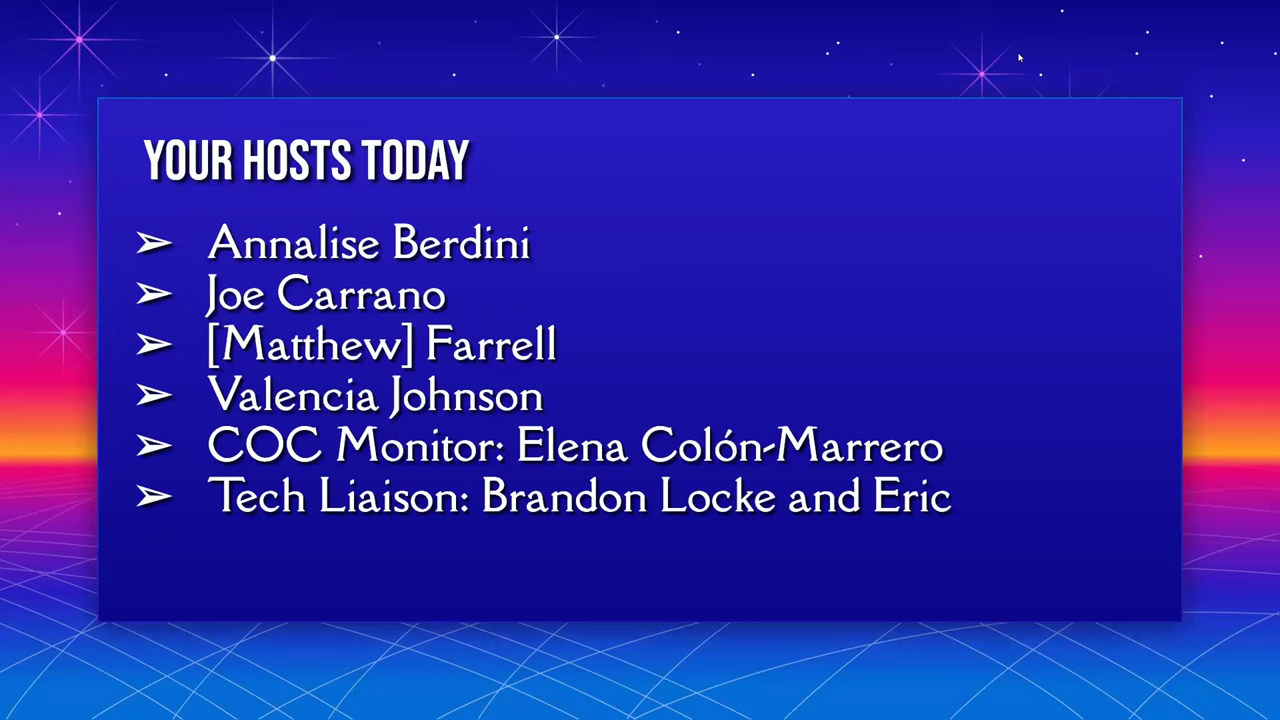 YOUR HOSTS TODAY
➢ Annalise Berdini
➢ Joe Carrano
➢ [Matthew] Farrell
➢ Valencia Johnson
➢ COC Monitor: Elena Colón-Marrero
➢ Tech Liaison: Brandon Locke and Eric